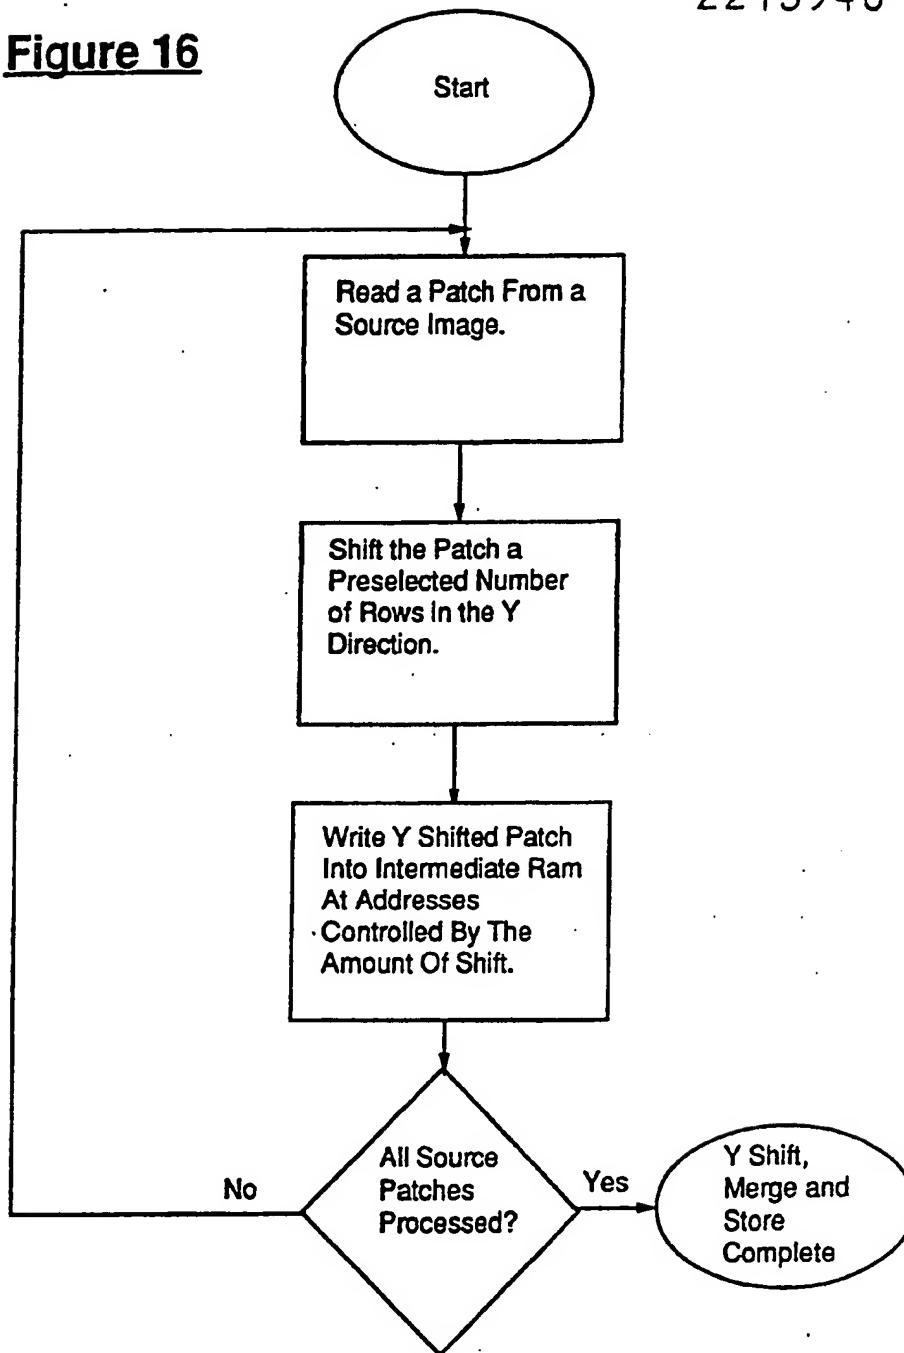 Figure 16
Start
Read a Patch From a
Source Image.
Shift the Patch a
Preselected Number
of Rows In the Y
Direction.
Write Y Shifted Patch
Into Intermediate Ram
At Addresses
Controlled By The
Amount Of Shift.
All Source
Patches
Processed?
No
Yes
Y Shift,
Merge and
Store
Complete